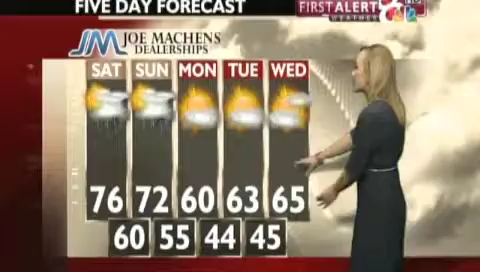 FIVE DAY FORECAST
FIRST ALERT
WEATHER
JM JOE MACHENS
DEALERSHIPS
SAT SUN MON TUE WED
76 72 60 63 65
60 55 44 45